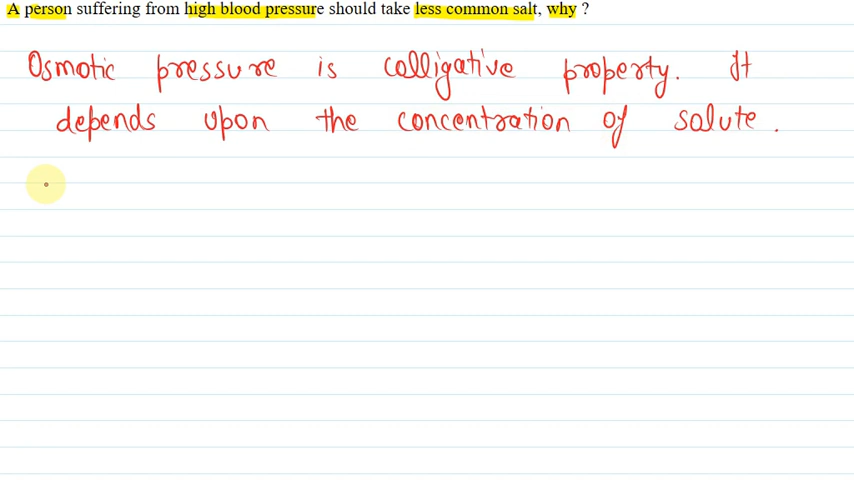 A person suffering from high blood pressure should take less common salt, why ?
Osmotic pressure is colligative property. It
depends upon the concentration of solute.